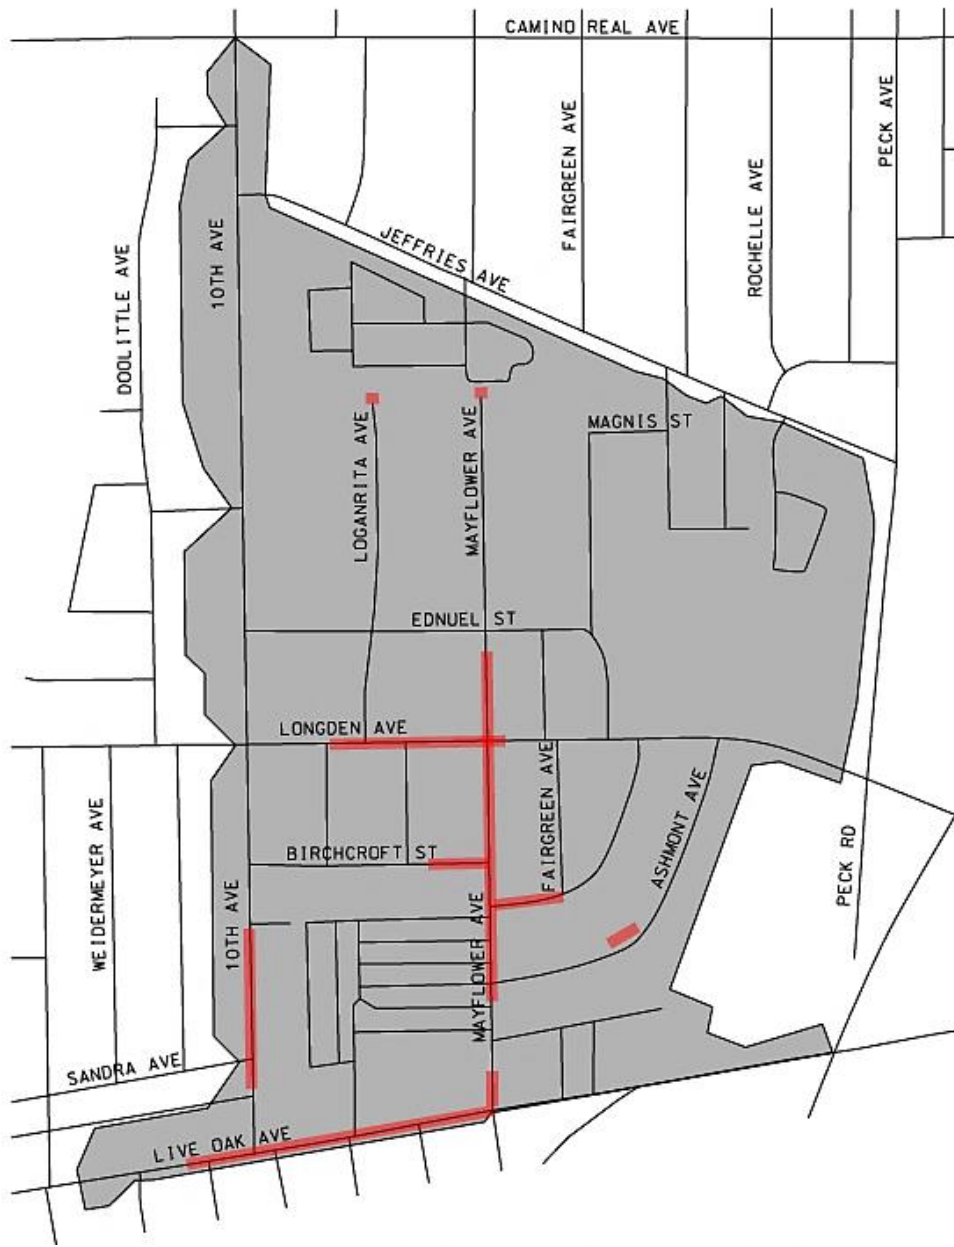 CAMINO REAL AVE
PECK AVE
FAIRGREEN AVE
ROCHELLE AVE
JEFFRIES AVE
10TH AVE
DOOLITTLE AVE
LOGANRITA AVE
MAYFLOWER AVE
MAGNIS ST
EDNUEL ST
LONGDEN AVE
FAIRGREEN AVE
ASHMONT AVE
WEIDERMEYER AVE
BIRCHCROFT ST
PECK RD
10TH AVE
MAYFLOWER AVE
SANDRA AVE
LIVE OAK AVE